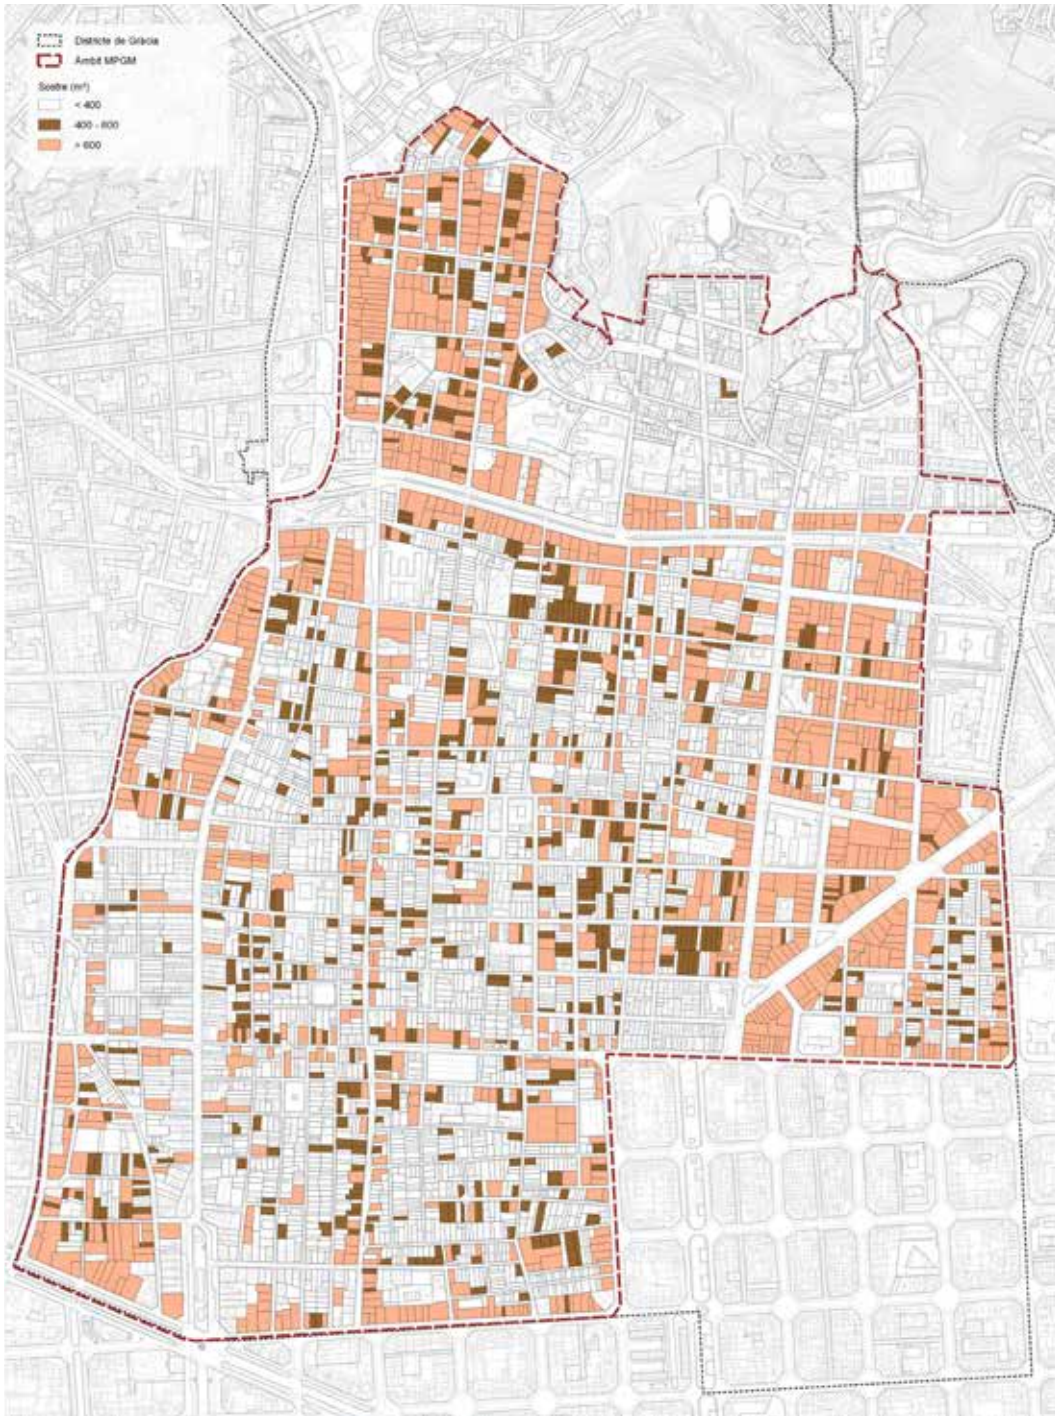 Districte de Gràcia
Àmbit MPGM
Sostre (m²)
< 400
400 - 600
> 600